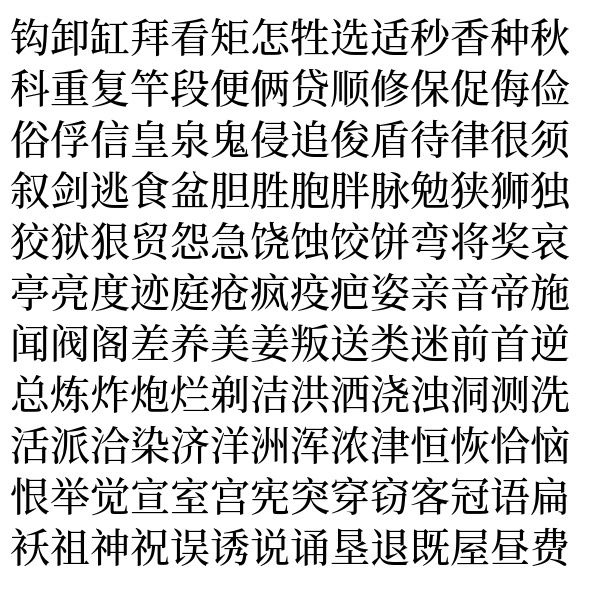 钩卸缸拜看矩怎牲选适秒香种秋
科重复竿段便俩贷顺修保促侮俭
俗俘信皇泉鬼侵追俊盾待律很须
叙剑逃食盆胆胜胞胖脉勉狭狮独
狡狱狠贸怨急饶蚀饺饼弯将奖哀
亭亮度迹庭疮疯疫疤姿亲音帝施
闻阀阁差养美姜叛送类迷前首逆
总炼炸炮烂剃洁洪洒浇浊洞测洗
活派洽染济洋洲浑浓津恒恢恰恼
恨举觉宣室宫宪突穿窃客冠语扁
袄祖神祝误诱说诵垦退既屋昼费